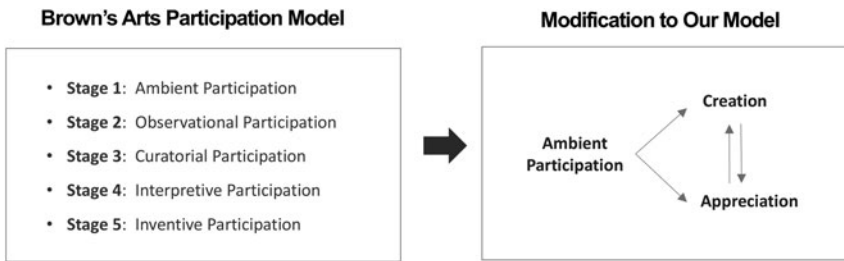 Brown's Arts Participation Model
• Stage 1: Ambient Participation
• Stage 2: Observational Participation
• Stage 3: Curatorial Participation
• Stage 4: Interpretive Participation
• Stage 5: Inventive Participation
Modification to Our Model
Creation
Ambient
Participation
Appreciation